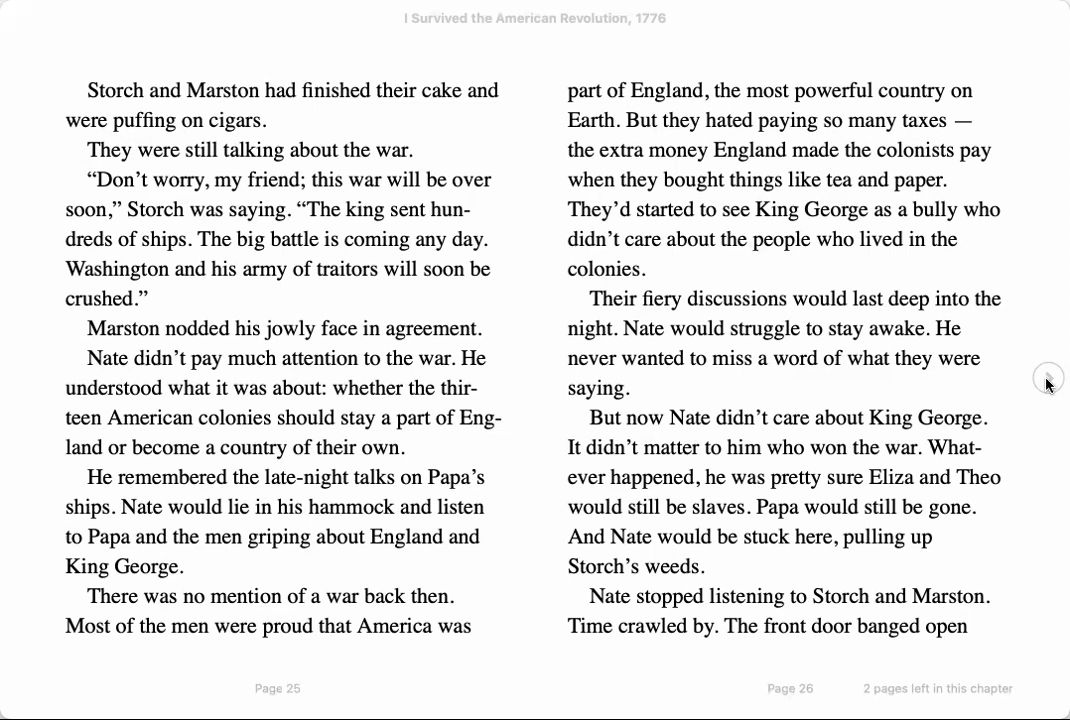 I Survived the American Revolution, 1776
Storch and Marston had finished their cake and
were puffing on cigars.
They were still talking about the war.
“Don’t worry, my friend; this war will be over
soon,” Storch was saying. “The king sent hun-
dreds of ships. The big battle is coming any day.
Washington and his army of traitors will soon be
crushed.”
Marston nodded his jowly face in agreement.
Nate didn’t pay much attention to the war. He
understood what it was about: whether the thir-
teen American colonies should stay a part of Eng-
land or become a country of their own.
He remembered the late-night talks on Papa’s
ships. Nate would lie in his hammock and listen
to Papa and the men griping about England and
King George.
There was no mention of a war back then.
Most of the men were proud that America was
Page 25
part of England, the most powerful country on
Earth. But they hated paying so many taxes —
the extra money England made the colonists pay
when they bought things like tea and paper.
They’d started to see King George as a bully who
didn’t care about the people who lived in the
colonies.
Their fiery discussions would last deep into the
night. Nate would struggle to stay awake. He
never wanted to miss a word of what they were
saying.
But now Nate didn’t care about King George.
It didn’t matter to him who won the war. What-
ever happened, he was pretty sure Eliza and Theo
would still be slaves. Papa would still be gone.
And Nate would be stuck here, pulling up
Storch’s weeds.
Nate stopped listening to Storch and Marston.
Time crawled by. The front door banged open
Page 26
2 pages left in this chapter